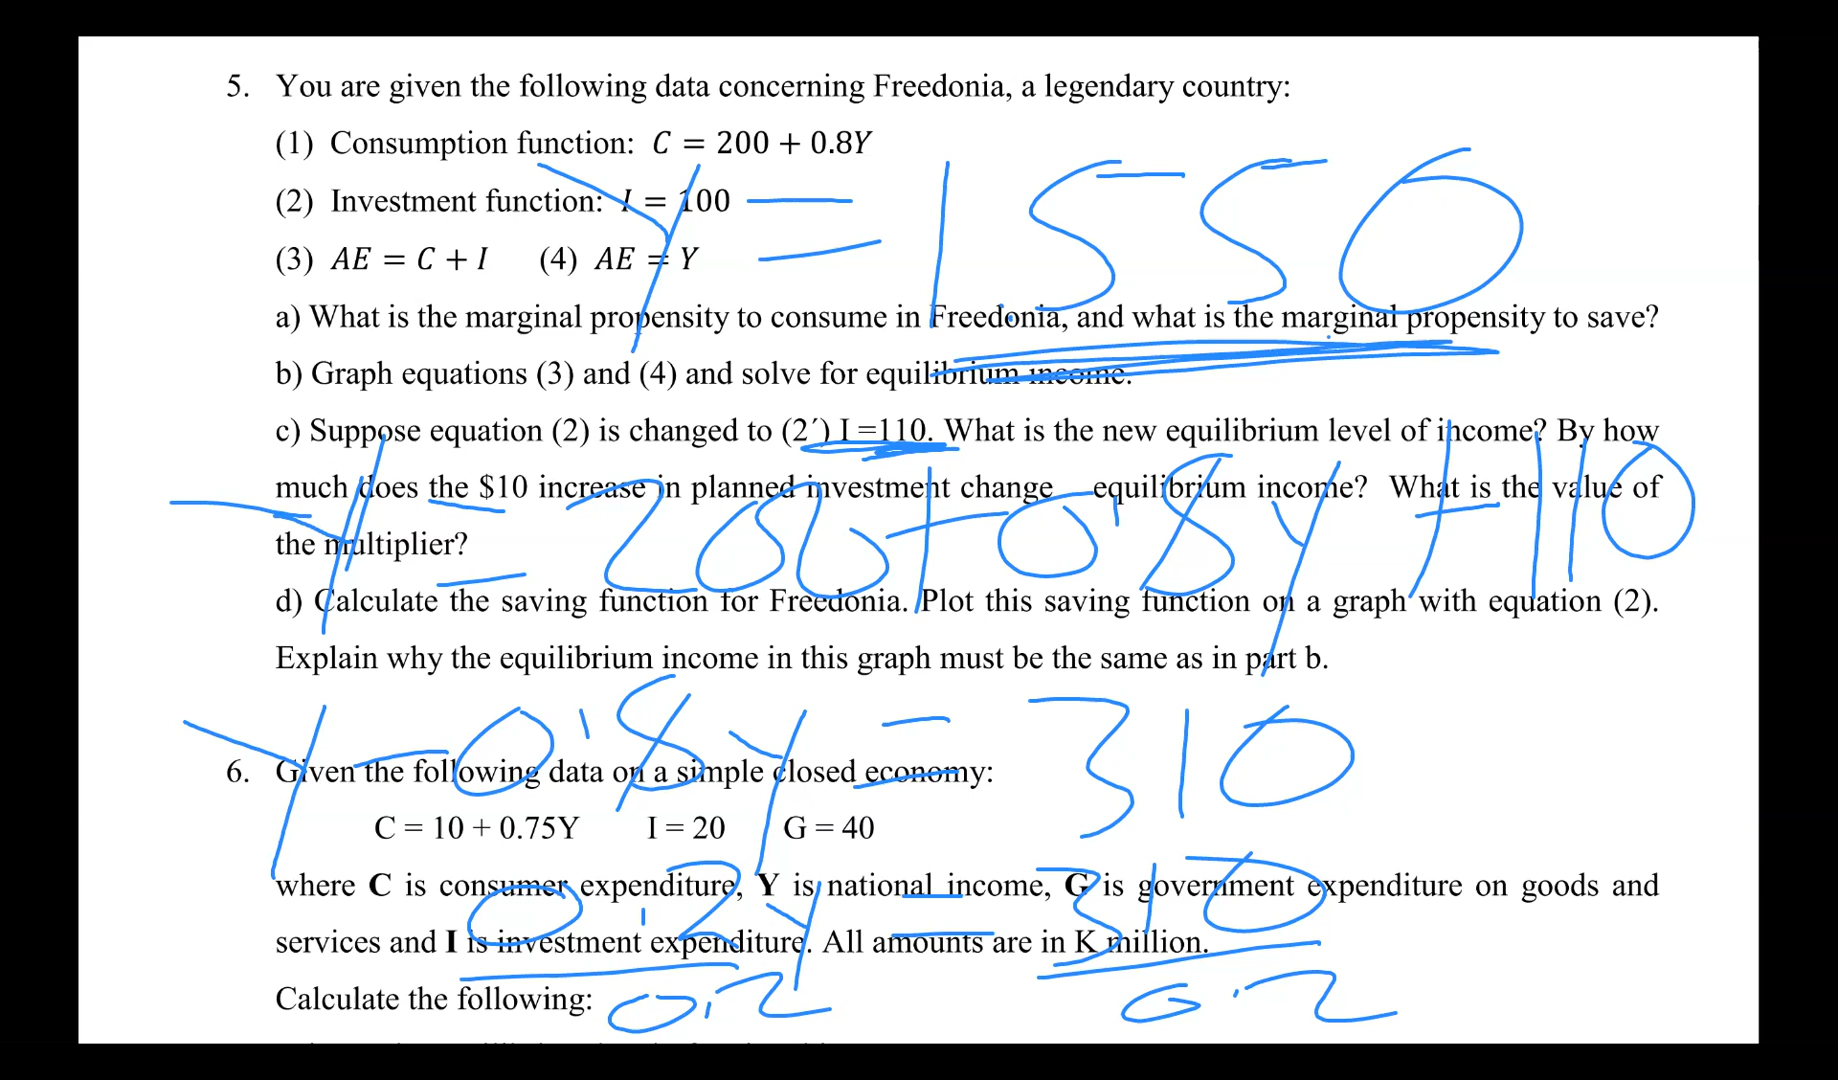 5. You are given the following data concerning Freedonia, a legendary country:
(1) Consumption function: C = 200 + 0.8Y
(2) Investment function: I = 100
(3) AE = C + I (4) AE = Y
Y = 1550
a) What is the marginal propensity to consume in Freedonia, and what is the marginal propensity to save?
b) Graph equations (3) and (4) and solve for equilibrium income.
c) Suppose equation (2) is changed to (2´) I =110. What is the new equilibrium level of income? By how
much does the $10 increase in planned investment change equilibrium income? What is the value of
the multiplier?
Y = 200 + 0.8Y + 110
d) Calculate the saving function for Freedonia. Plot this saving function on a graph with equation (2).
Explain why the equilibrium income in this graph must be the same as in part b.
Y - 0.8Y = 310
6. Given the following data on a simple closed economy:
C = 10 + 0.75Y I = 20 G = 40
where C is consumer expenditure, Y is national income, G is government expenditure on goods and
0.2Y = 310
services and I is investment expenditure. All amounts are in K million.
Calculate the following:
0.2 0.2